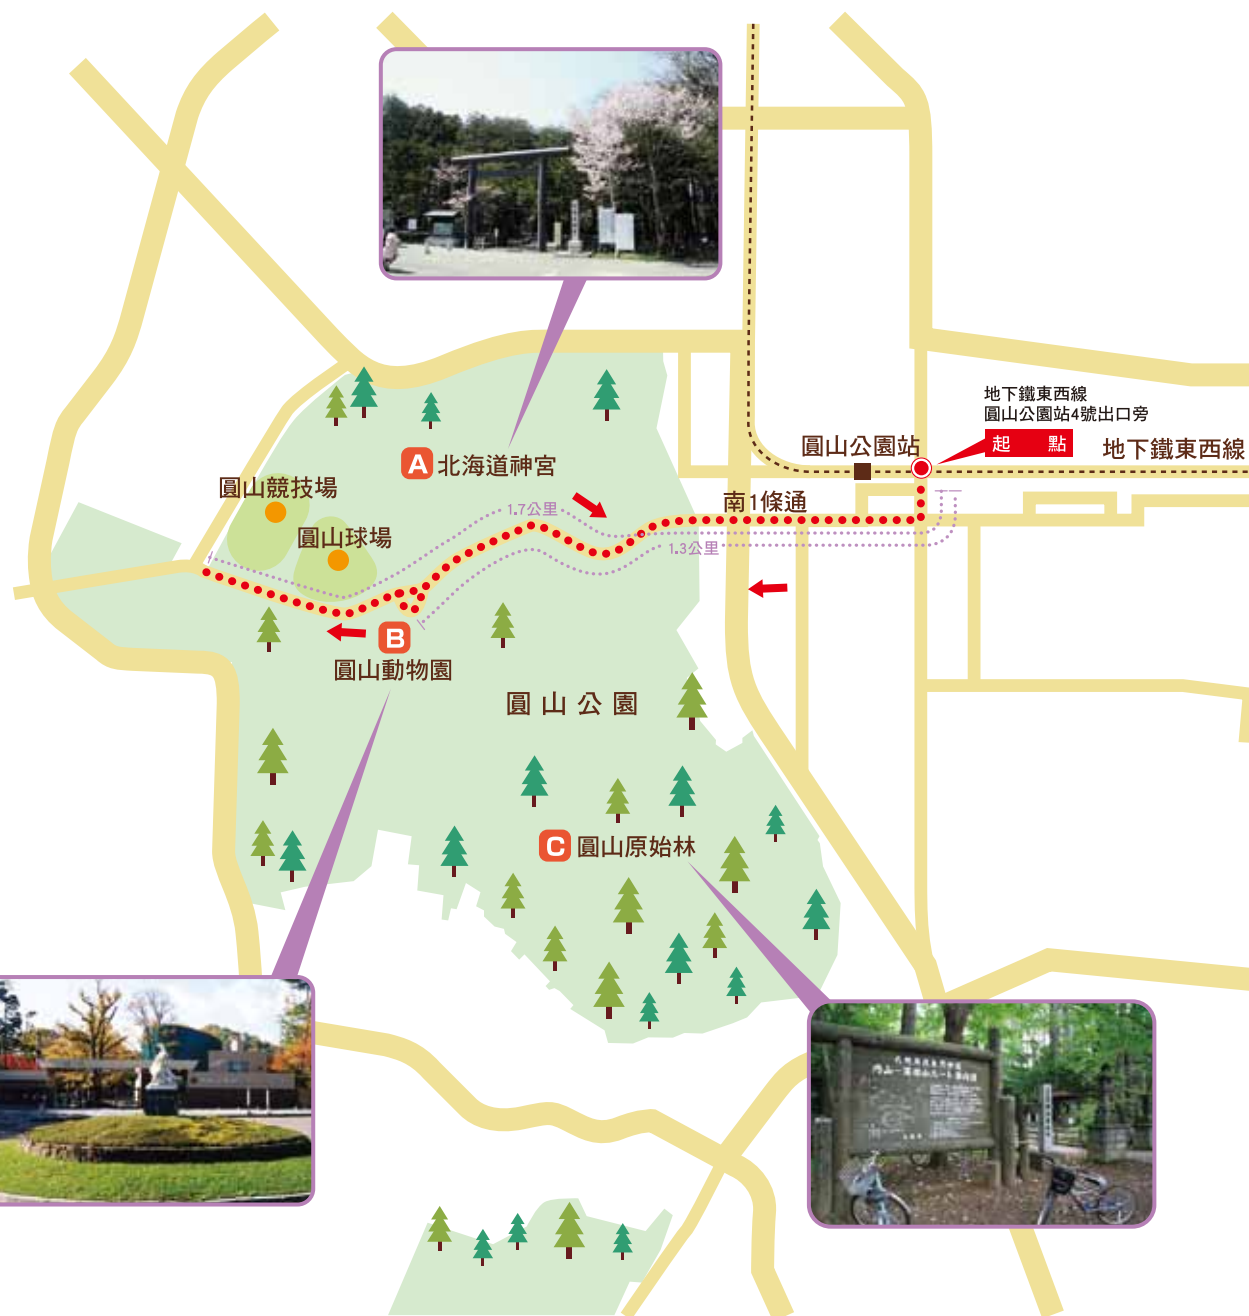 地下鐵東西線
圓山公園站4號出口旁
起 點
圓山公園站
地下鐵東西線
A 北海道神宮
圓山競技場
南1條通
1.7公里
圓山球場
1.3公里
B
圓山動物園
圓山公園
C 圓山原始林